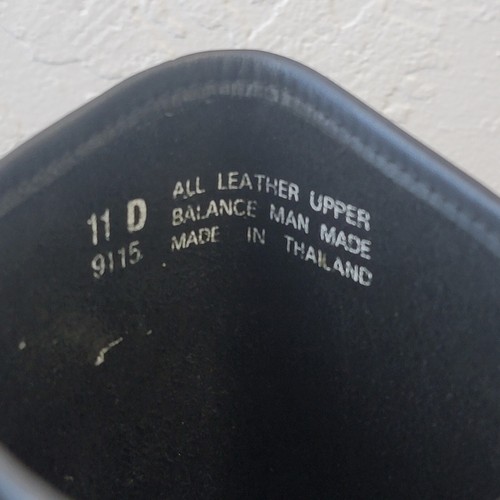 11 D
9115
ALL LEATHER UPPER
BALANCE MAN MADE
MADE IN THAILAND